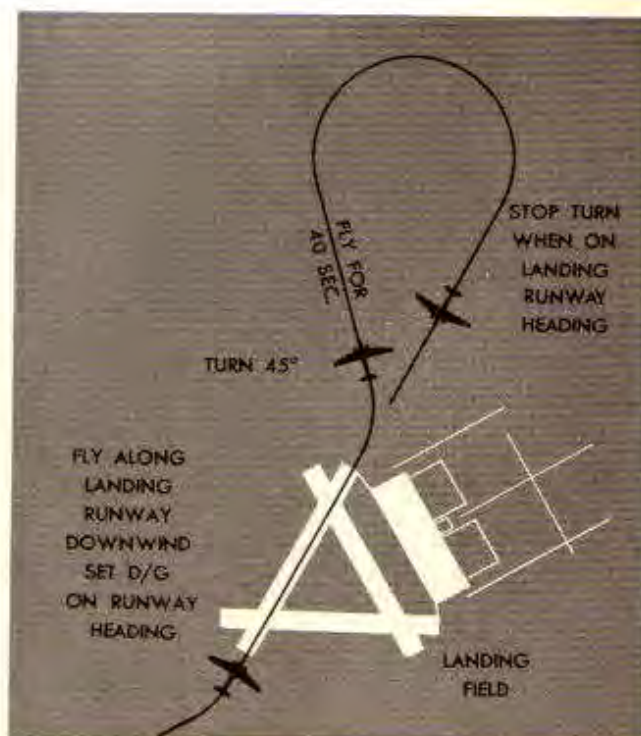 STOP TURN
WHEN ON
LANDING
RUNWAY
HEADING
FLY FOR
40 SEC.
TURN 45°
FLY ALONG
LANDING
RUNWAY
DOWNWIND
SET D/G
ON RUNWAY
HEADING
LANDING
FIELD